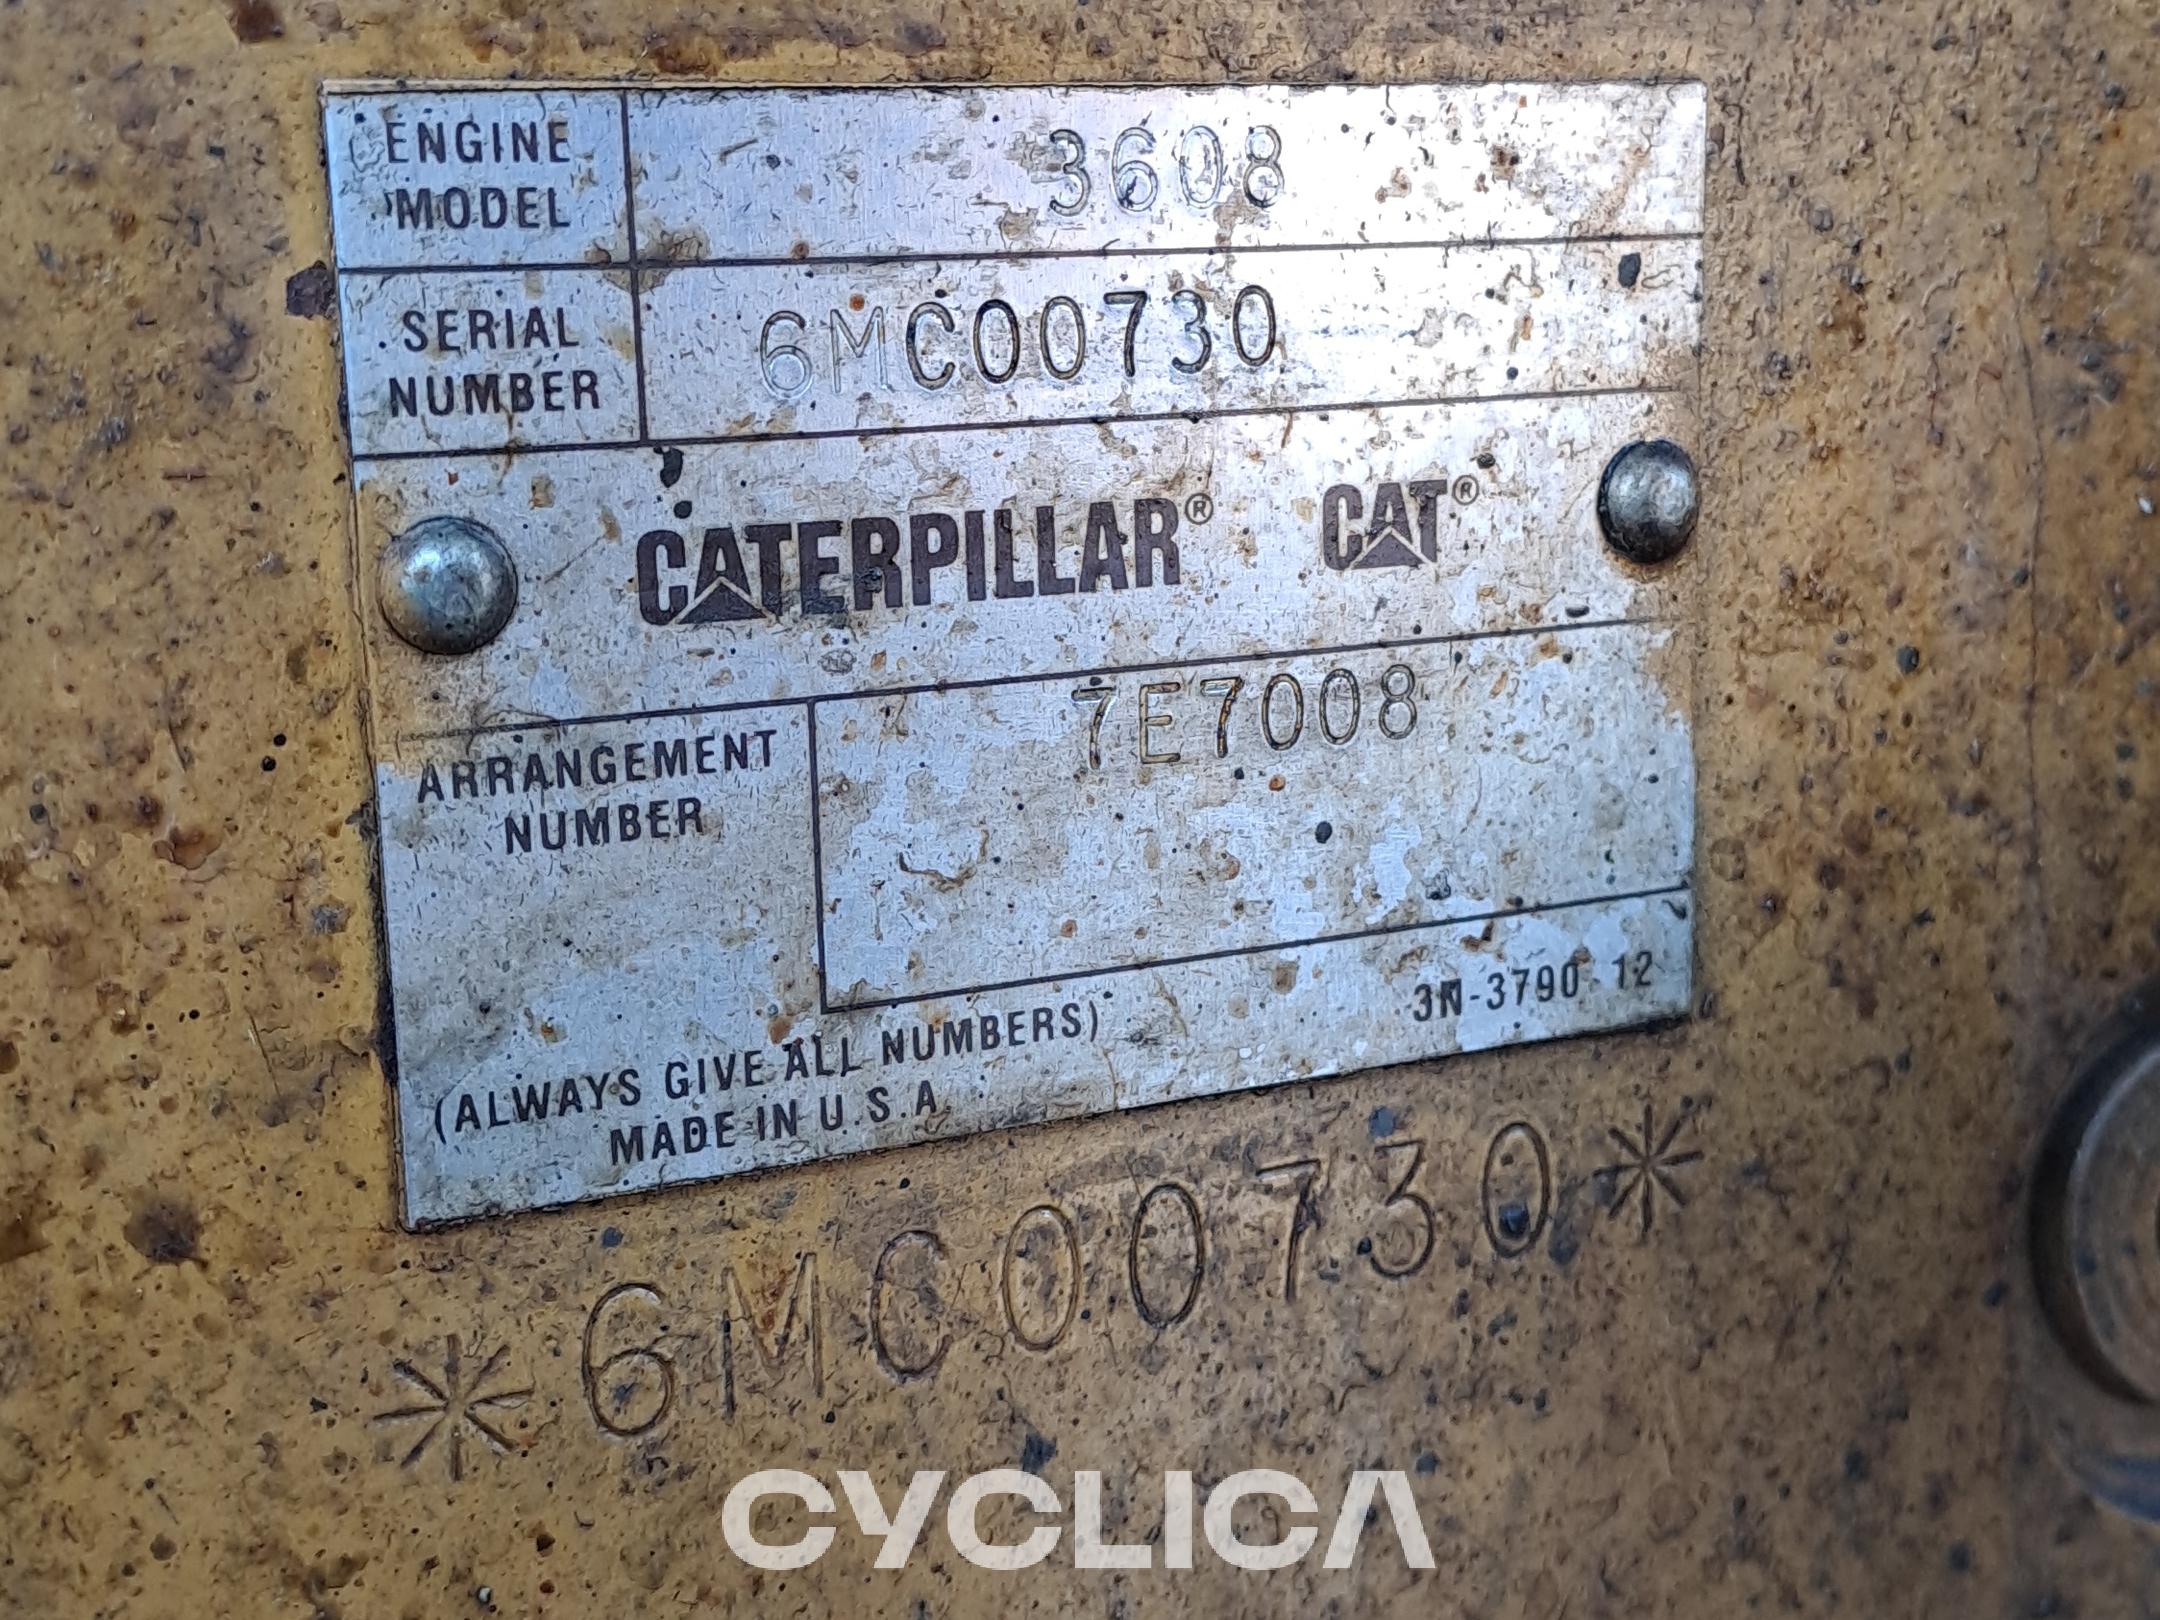 ENGINE MODEL 3608
SERIAL NUMBER 6MC00730
CATERPILLAR® CAT®
ARRANGEMENT NUMBER 7E7008
(ALWAYS GIVE ALL NUMBERS) 3N-3790-12
MADE IN U.S.A.
*6MC00730*
CYCLICA